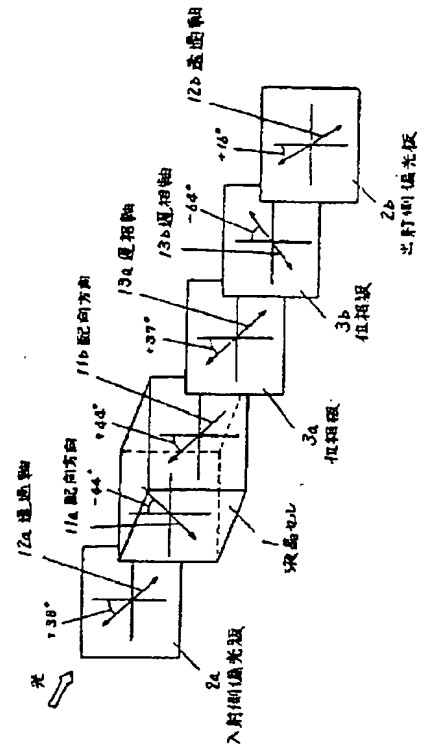 光
12a 透過軸
+38°
2a
入射側偏光板
11a 配向方向
-44°
11b 配向方向
+44°
1
液晶セル
13a 遅相軸
+37°
3a
位相板
13b 遅相軸
-64°
3b
位相板
12b 透過軸
+16°
2b
出射側偏光板